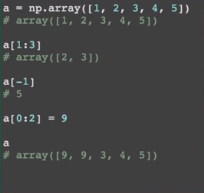 a = np.array([1, 2, 3, 4, 5])
# array([1, 2, 3, 4, 5])
a[1:3]
# array([2, 3])
a[-1]
# 5
a[0:2] = 9
a
# array([9, 9, 3, 4, 5])